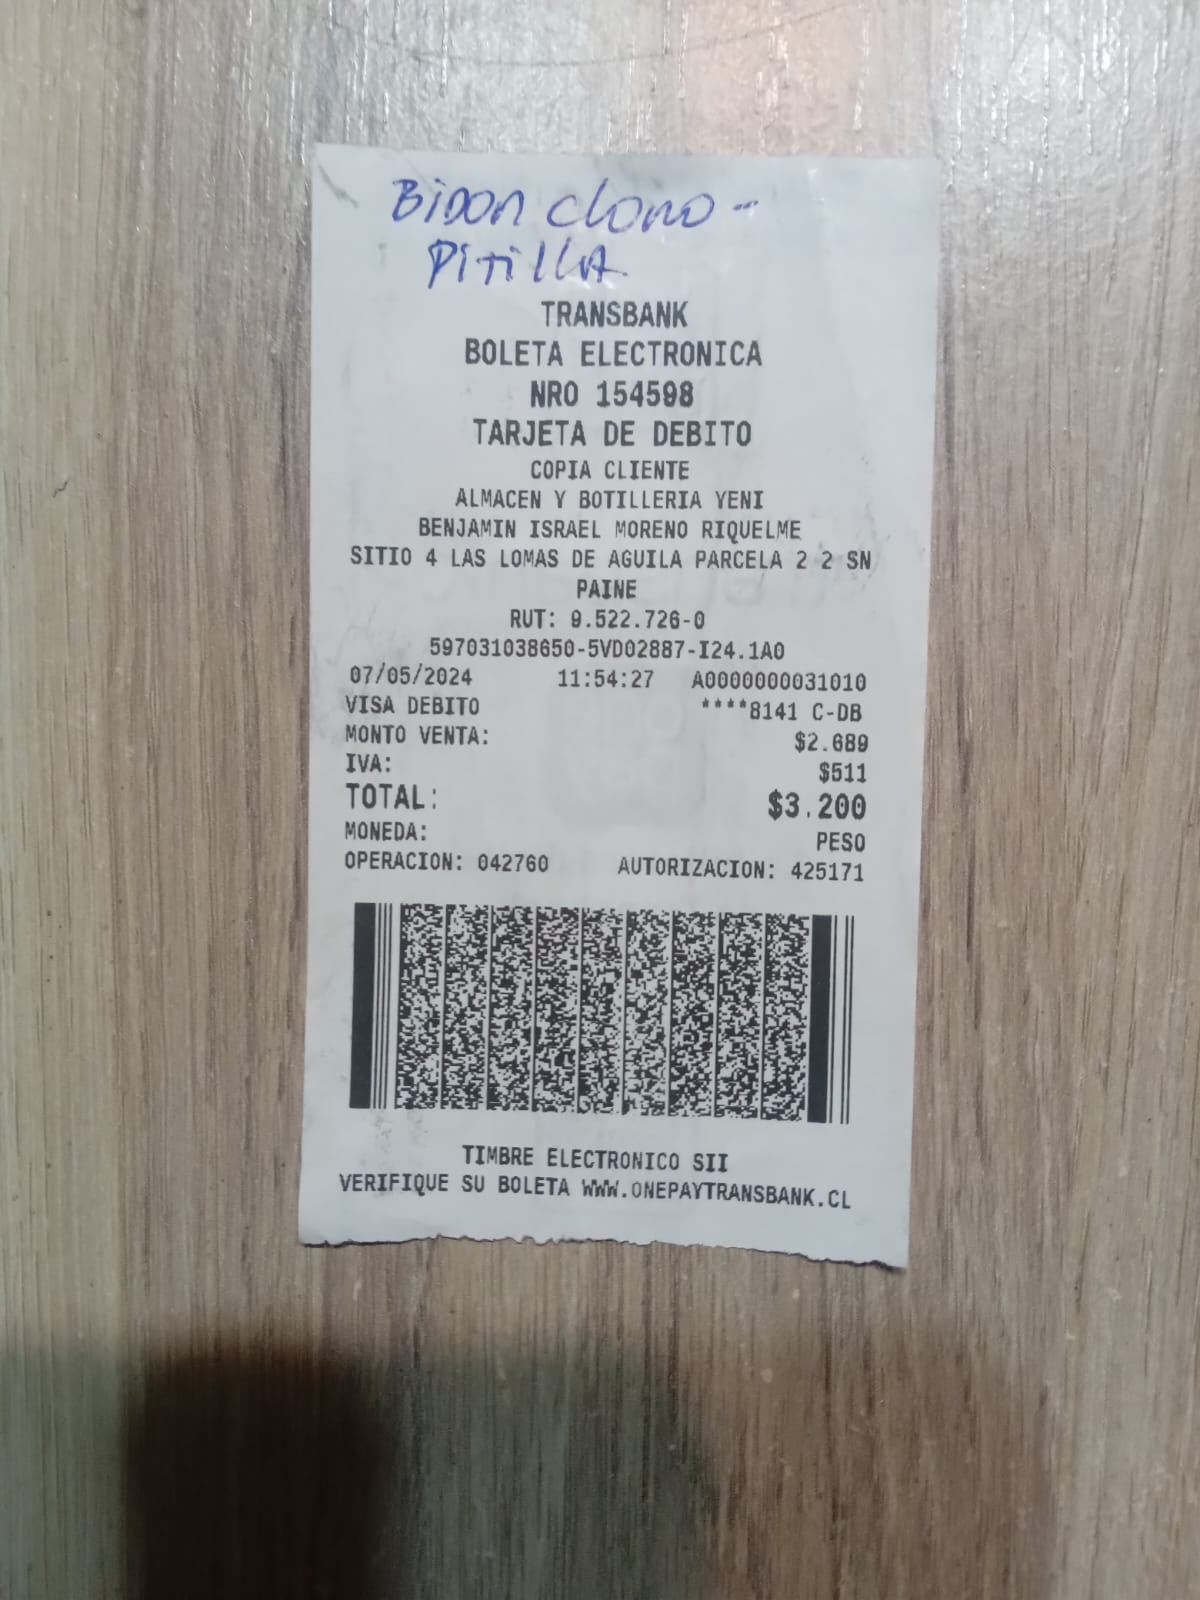 Bidon cloro -
Pitilla
TRANSBANK
BOLETA ELECTRONICA
NRO 154598
TARJETA DE DEBITO
COPIA CLIENTE
ALMACEN Y BOTILLERIA YENI
BENJAMIN ISRAEL MORENO RIQUELME
SITIO 4 LAS LOMAS DE AGUILA PARCELA 2 2 SN
PAINE
RUT: 9.522.726-0
597031038650-5VD02887-I24.1A0
07/05/2024 11:54:27 A0000000031010
VISA DEBITO ****8141 C-DB
MONTO VENTA: $2.689
IVA: $511
TOTAL: $3.200
MONEDA: PESO
OPERACION: 042760 AUTORIZACION: 425171
TIMBRE ELECTRONICO SII
VERIFIQUE SU BOLETA WWW.ONEPAYTRANSBANK.CL